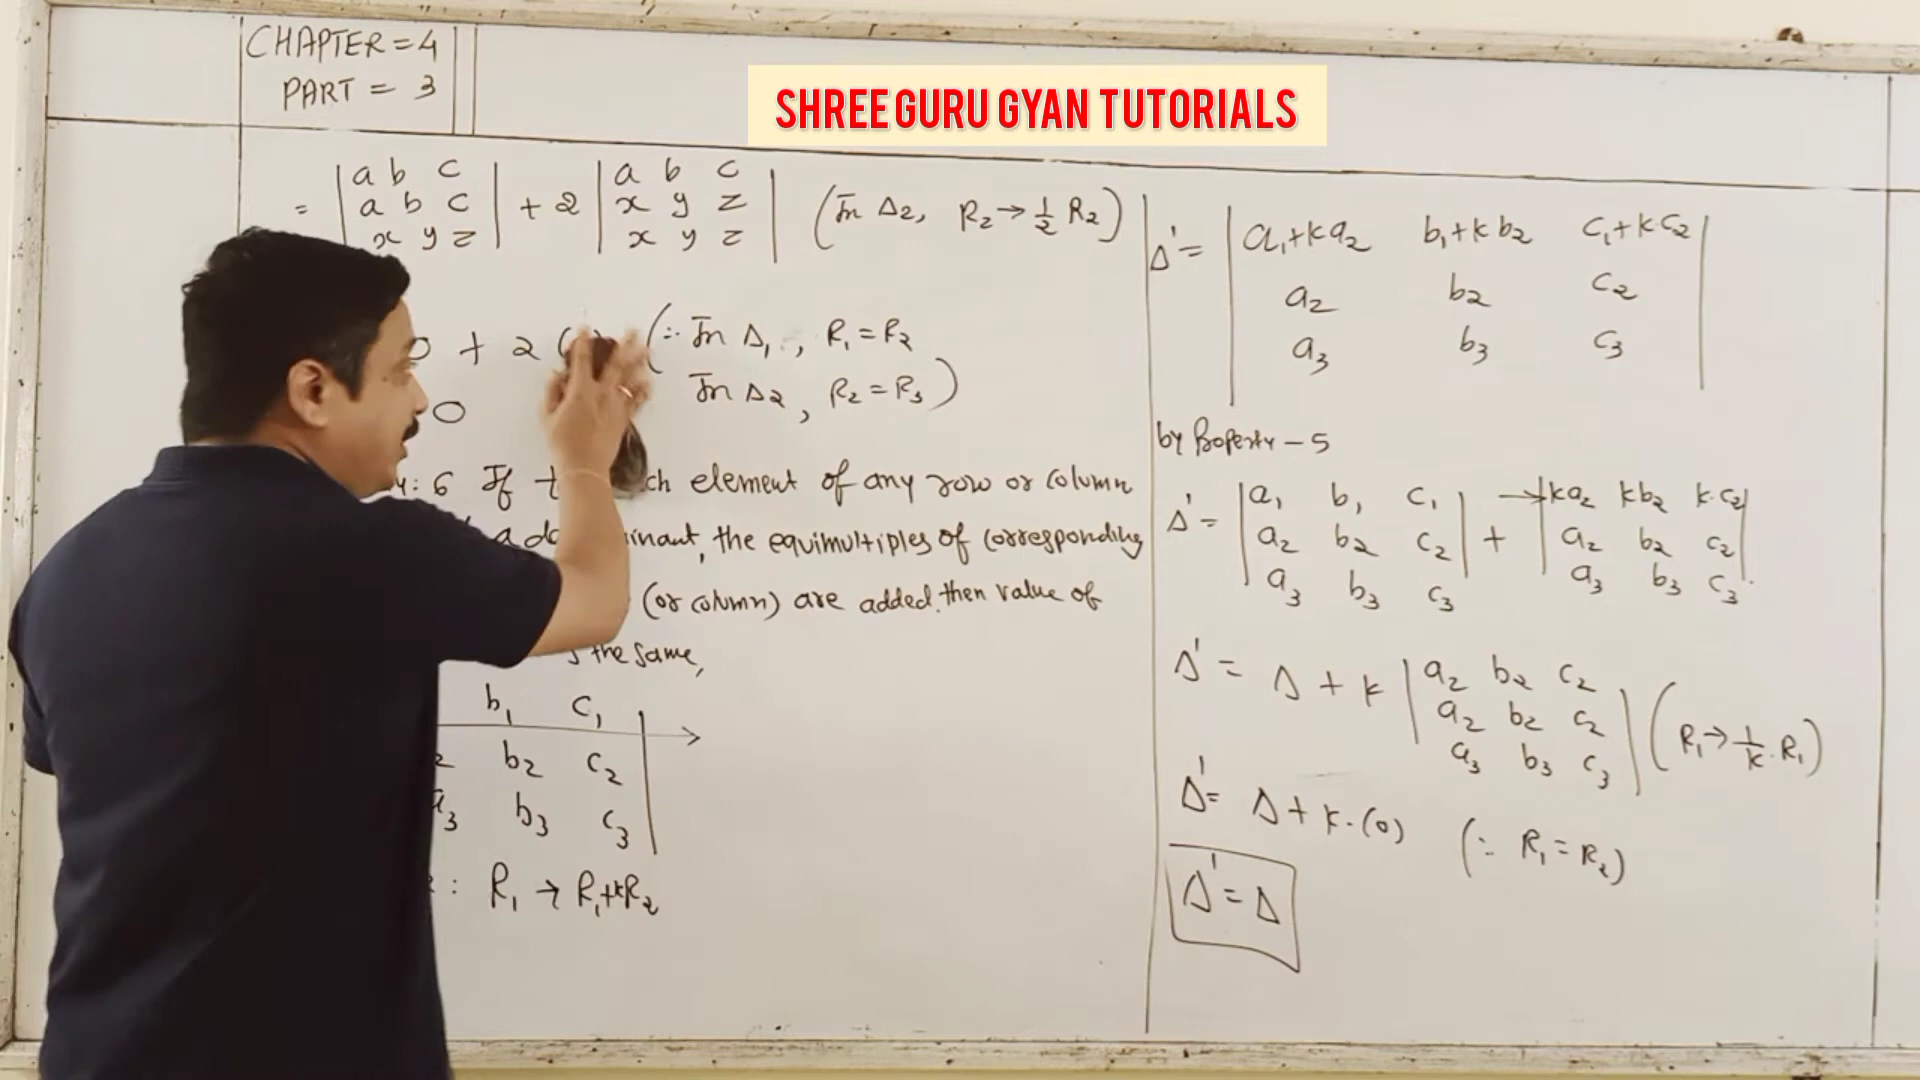 CHAPTER = 4
PART = 3
SHREE GURU GYAN TUTORIALS
= | a b c | + 2 | a b c | (In Δ2, R2 → 1/2 R2)
| a b c | | x y z |
| x y z | | x y z |
0 + 2 ( (∵ In Δ1, R1 = R2
0 In Δ2, R2 = R3)
: 6 If element of any row or column
the equimultiples of corresponding
(or column) are added, then value of
the same,
b1 c1
b2 c2
a3 b3 c3
: R1 → R1+kR2
Δ' = | a1+ka2 b1+kb2 c1+kc2 |
a2 b2 c2
a3 b3 c3
by Property - 5
Δ' = | a1 b1 c1 | + → | ka2 kb2 k.c2 |
| a2 b2 c2 | | a2 b2 c2 |
| a3 b3 c3 | | a3 b3 c3 |
Δ' = Δ + k | a2 b2 c2 | (R1 → 1/k . R1)
| a2 b2 c2 |
| a3 b3 c3 |
Δ' = Δ + k.(0) (∵ R1 = R2)
Δ' = Δ